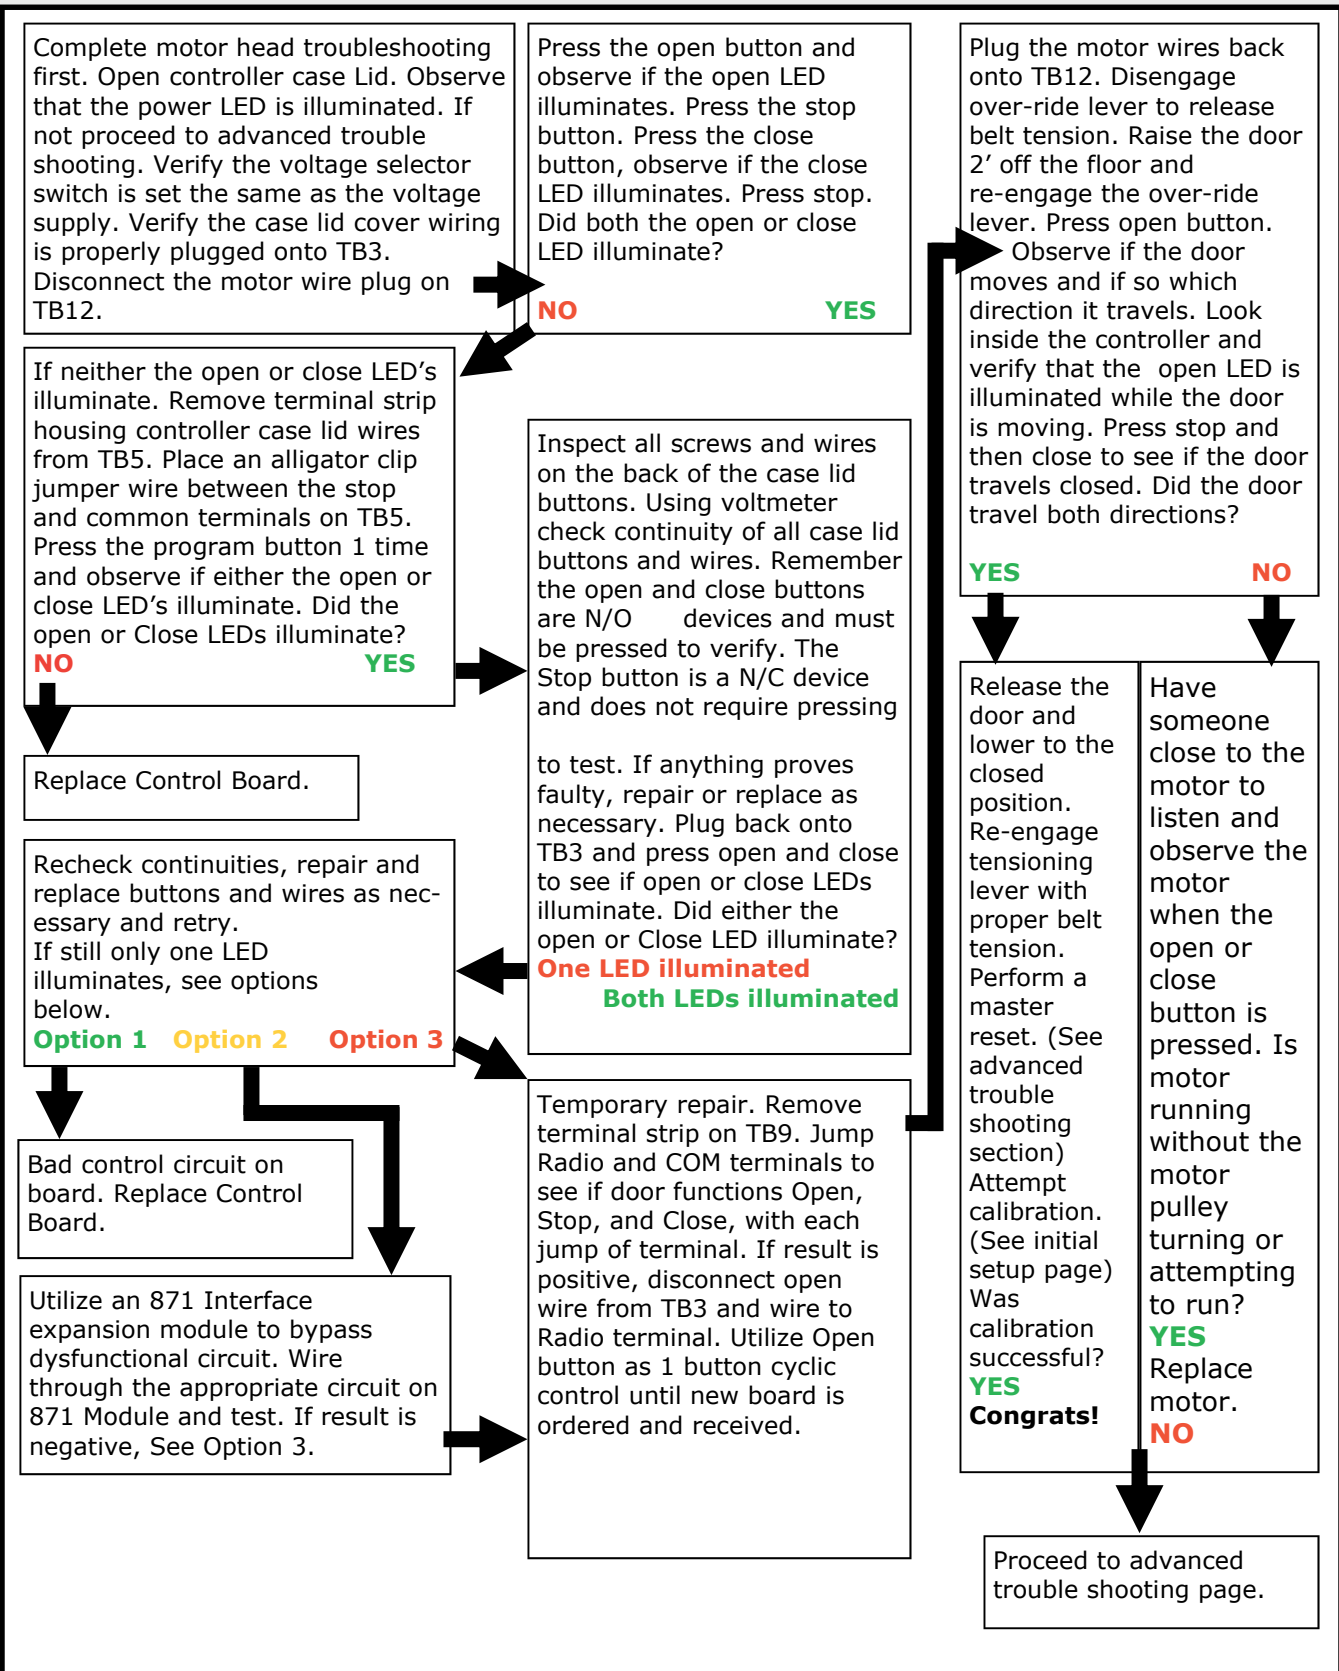 Complete motor head troubleshooting
first. Open controller case Lid. Observe
that the power LED is illuminated. If
not proceed to advanced trouble
shooting. Verify the voltage selector
switch is set the same as the voltage
supply. Verify the case lid cover wiring
is properly plugged onto TB3.
Disconnect the motor wire plug on
TB12.
Press the open button and
observe if the open LED
illuminates. Press the stop
button. Press the close
button, observe if the close
LED illuminates. Press stop.
Did both the open or close
LED illuminate?
NO YES
If neither the open or close LED’s
illuminate. Remove terminal strip
housing controller case lid wires
from TB5. Place an alligator clip
jumper wire between the stop
and common terminals on TB5.
Press the program button 1 time
and observe if either the open or
close LED’s illuminate. Did the
open or Close LEDs illuminate?
NO YES
Replace Control Board.
Inspect all screws and wires
on the back of the case lid
buttons. Using voltmeter
check continuity of all case lid
buttons and wires. Remember
the open and close buttons
are N/O devices and must
be pressed to verify. The
Stop button is a N/C device
and does not require pressing
to test. If anything proves
faulty, repair or replace as
necessary. Plug back onto
TB3 and press open and close
to see if open or close LEDs
illuminate. Did either the
open or Close LED illuminate?
One LED illuminated
Both LEDs illuminated
Recheck continuities, repair and
replace buttons and wires as nec-
essary and retry.
If still only one LED
illuminates, see options
below.
Option 1 Option 2 Option 3
Bad control circuit on
board. Replace Control
Board.
Utilize an 871 Interface
expansion module to bypass
dysfunctional circuit. Wire
through the appropriate circuit on
871 Module and test. If result is
negative, See Option 3.
Temporary repair. Remove
terminal strip on TB9. Jump
Radio and COM terminals to
see if door functions Open,
Stop, and Close, with each
jump of terminal. If result is
positive, disconnect open
wire from TB3 and wire to
Radio terminal. Utilize Open
button as 1 button cyclic
control until new board is
ordered and received.
Plug the motor wires back
onto TB12. Disengage
over-ride lever to release
belt tension. Raise the door
2’ off the floor and
re-engage the over-ride
lever. Press open button.
Observe if the door
moves and if so which
direction it travels. Look
inside the controller and
verify that the open LED is
illuminated while the door
is moving. Press stop and
then close to see if the door
travels closed. Did the door
travel both directions?
YES NO
Release the
door and
lower to the
closed
position.
Re-engage
tensioning
lever with
proper belt
tension.
Perform a
master
reset. (See
advanced
trouble
shooting
section)
Attempt
calibration.
(See initial
setup page)
Was
calibration
successful?
YES
Congrats!
Have
someone
close to the
motor to
listen and
observe the
motor
when the
open or
close
button is
pressed. Is
motor
running
without the
motor
pulley
turning or
attempting
to run?
YES
Replace
motor.
NO
Proceed to advanced
trouble shooting page.